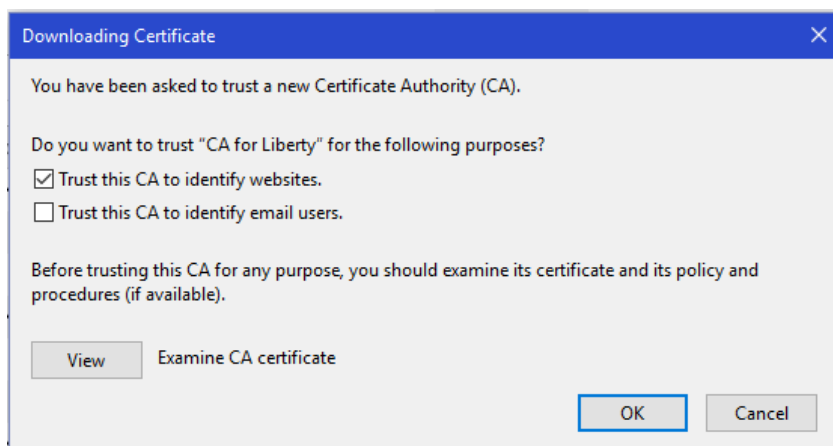 Downloading Certificate
You have been asked to trust a new Certificate Authority (CA).
Do you want to trust “CA for Liberty” for the following purposes?
Trust this CA to identify websites.
Trust this CA to identify email users.
Before trusting this CA for any purpose, you should examine its certificate and its policy and
procedures (if available).
View Examine CA certificate
OK Cancel